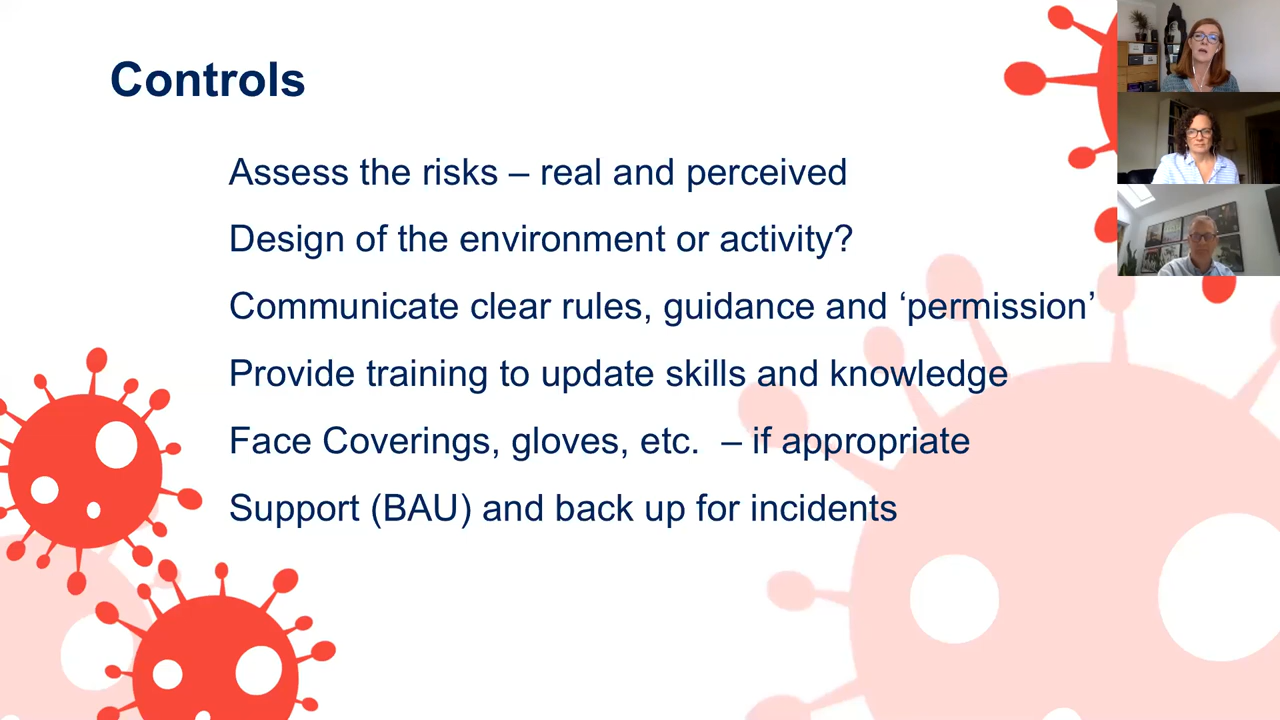 Controls
Assess the risks – real and perceived
Design of the environment or activity?
Communicate clear rules, guidance and ‘permission’
Provide training to update skills and knowledge
Face Coverings, gloves, etc.  – if appropriate
Support (BAU) and back up for incidents